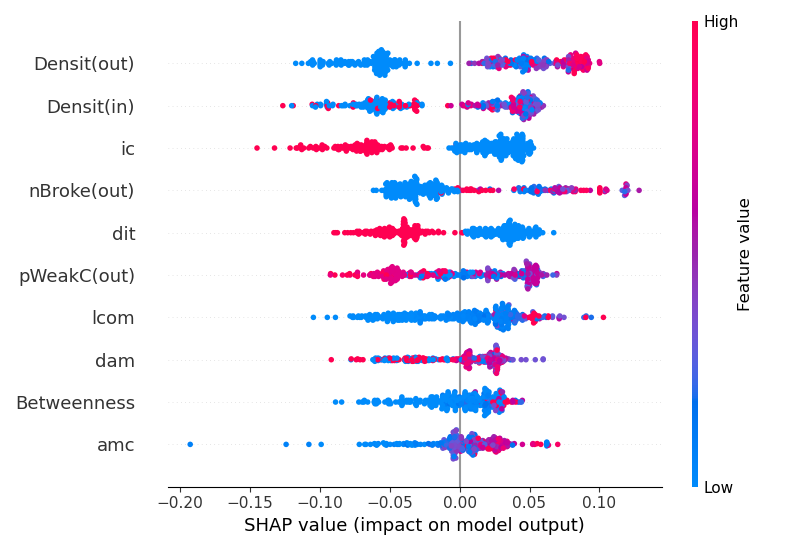 High
Densit(out)
Densit(in)
ic
nBroke(out)
dit
pWeakC(out)
lcom
dam
Betweenness
amc
Feature value
Low
−0.20 −0.15 −0.10 −0.05 0.00 0.05 0.10
SHAP value (impact on model output)